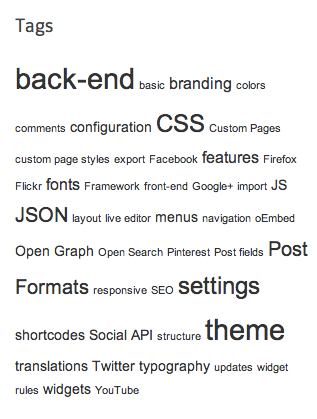 Tags
back-end basic branding colors
comments configuration CSS Custom Pages
custom page styles export Facebook features Firefox
Flickr fonts Framework front-end Google+ import JS
JSON layout live editor menus navigation oEmbed
Open Graph Open Search Pinterest Post fields Post
Formats responsive SEO settings
shortcodes Social API structure theme
translations Twitter typography updates widget
rules widgets YouTube